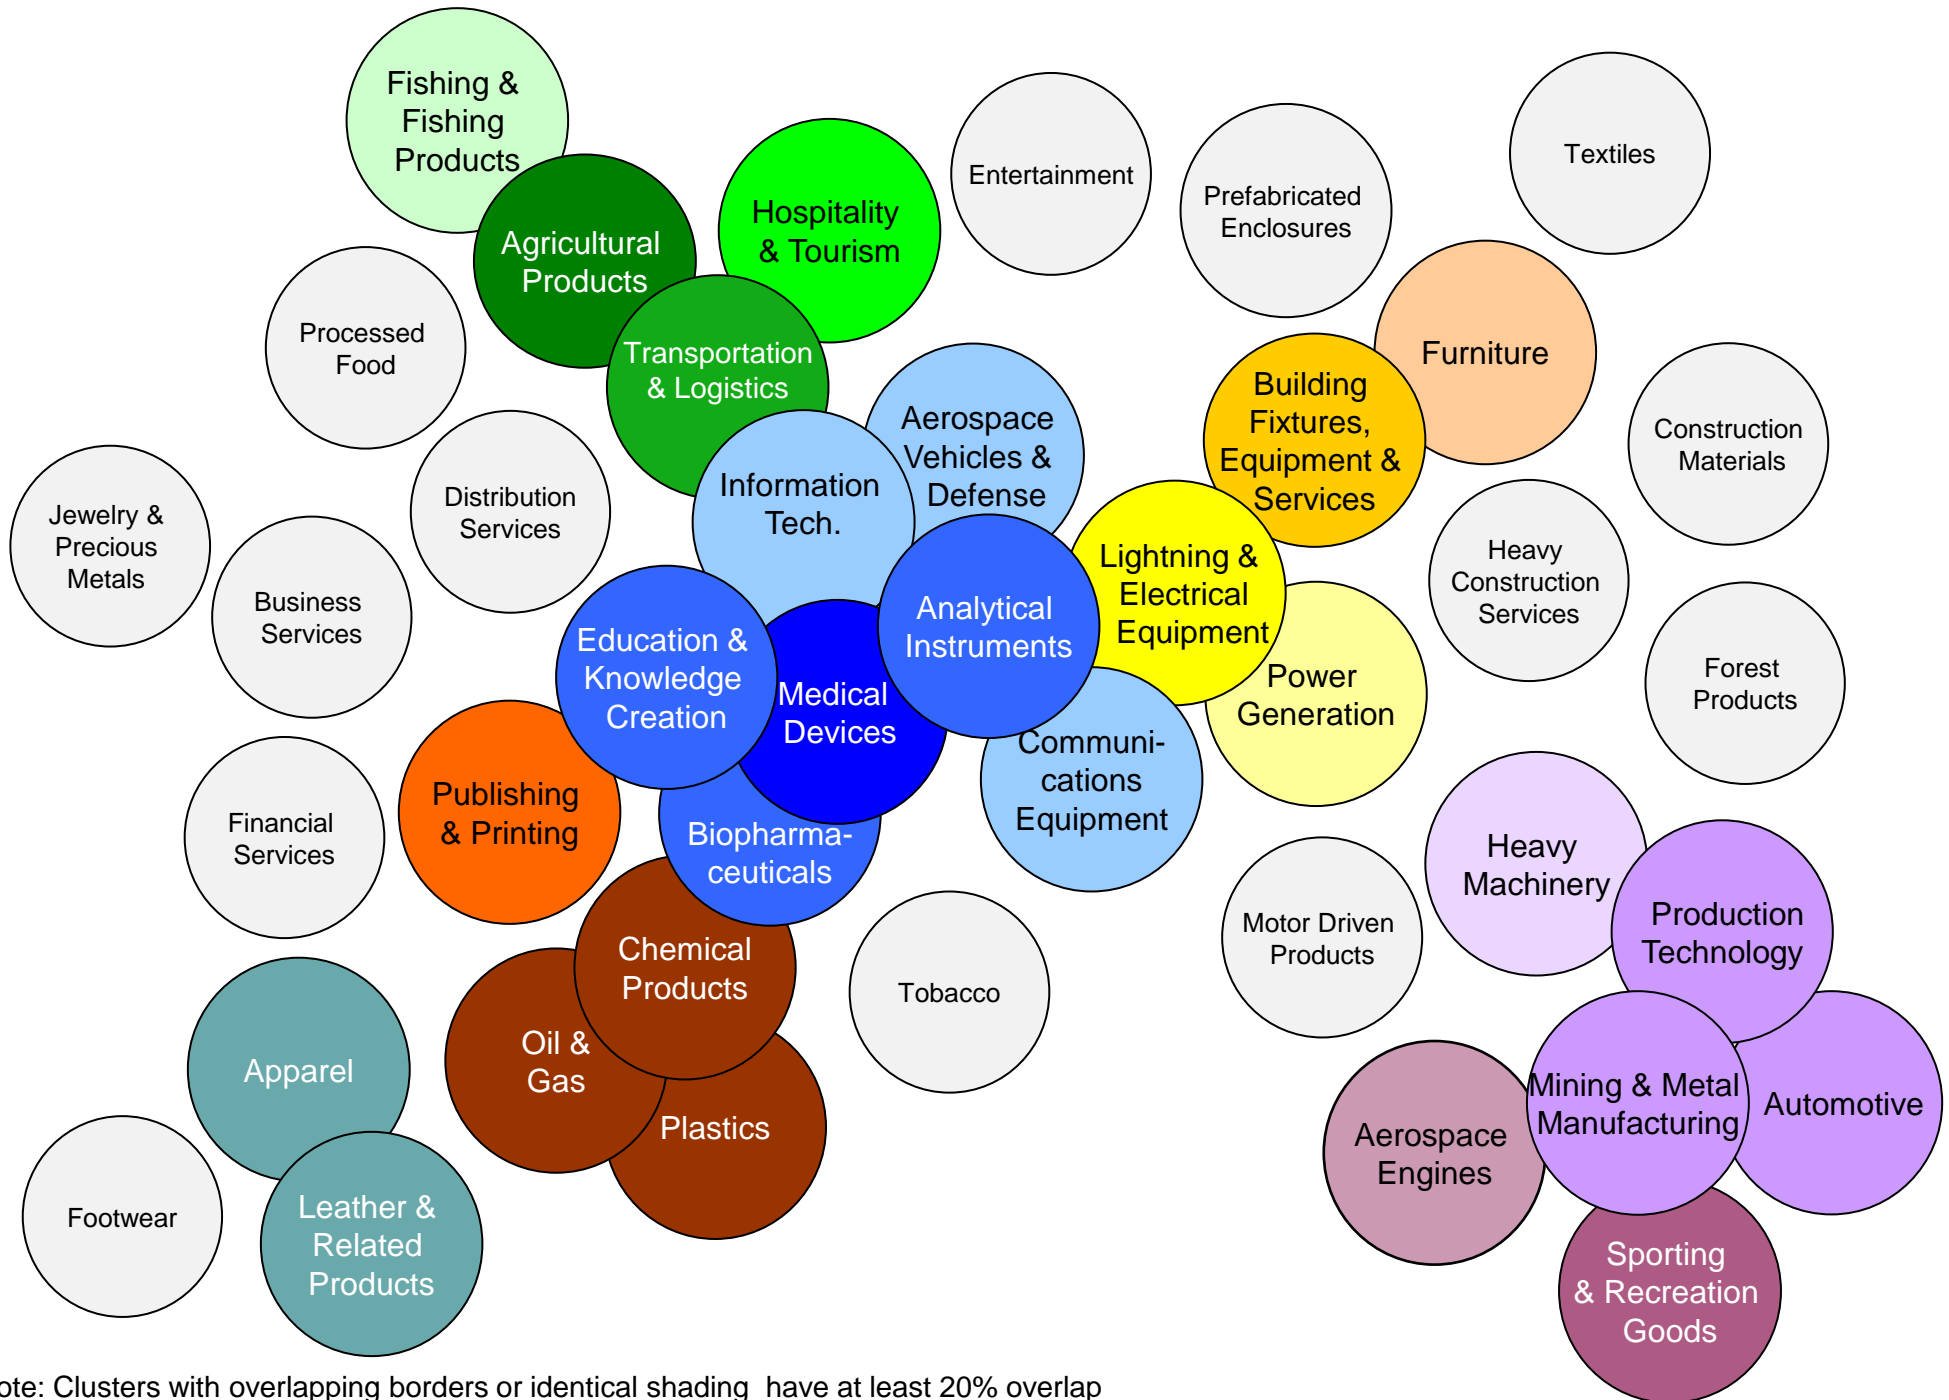 Fishing &
Fishing
Products
Entertainment
Textiles
Prefabricated
Enclosures
Hospitality
& Tourism
Agricultural
Products
Processed
Food
Transportation
& Logistics
Furniture
Building
Fixtures,
Equipment &
Services
Aerospace
Vehicles &
Defense
Construction
Materials
Information
Tech.
Distribution
Services
Jewelry &
Precious
Metals
Business
Services
Lightning &
Electrical
Equipment
Heavy
Construction
Services
Analytical
Instruments
Education &
Knowledge
Creation
Medical
Devices
Power
Generation
Forest
Products
Communi-
cations
Equipment
Publishing
& Printing
Financial
Services
Biopharma-
ceuticals
Heavy
Machinery
Production
Technology
Motor Driven
Products
Chemical
Products
Tobacco
Oil &
Gas
Apparel
Plastics
Mining & Metal
Manufacturing
Automotive
Aerospace
Engines
Footwear
Leather &
Related
Products
Sporting
& Recreation
Goods
ote: Clusters with overlapping borders or identical shading have at least 20% overlap